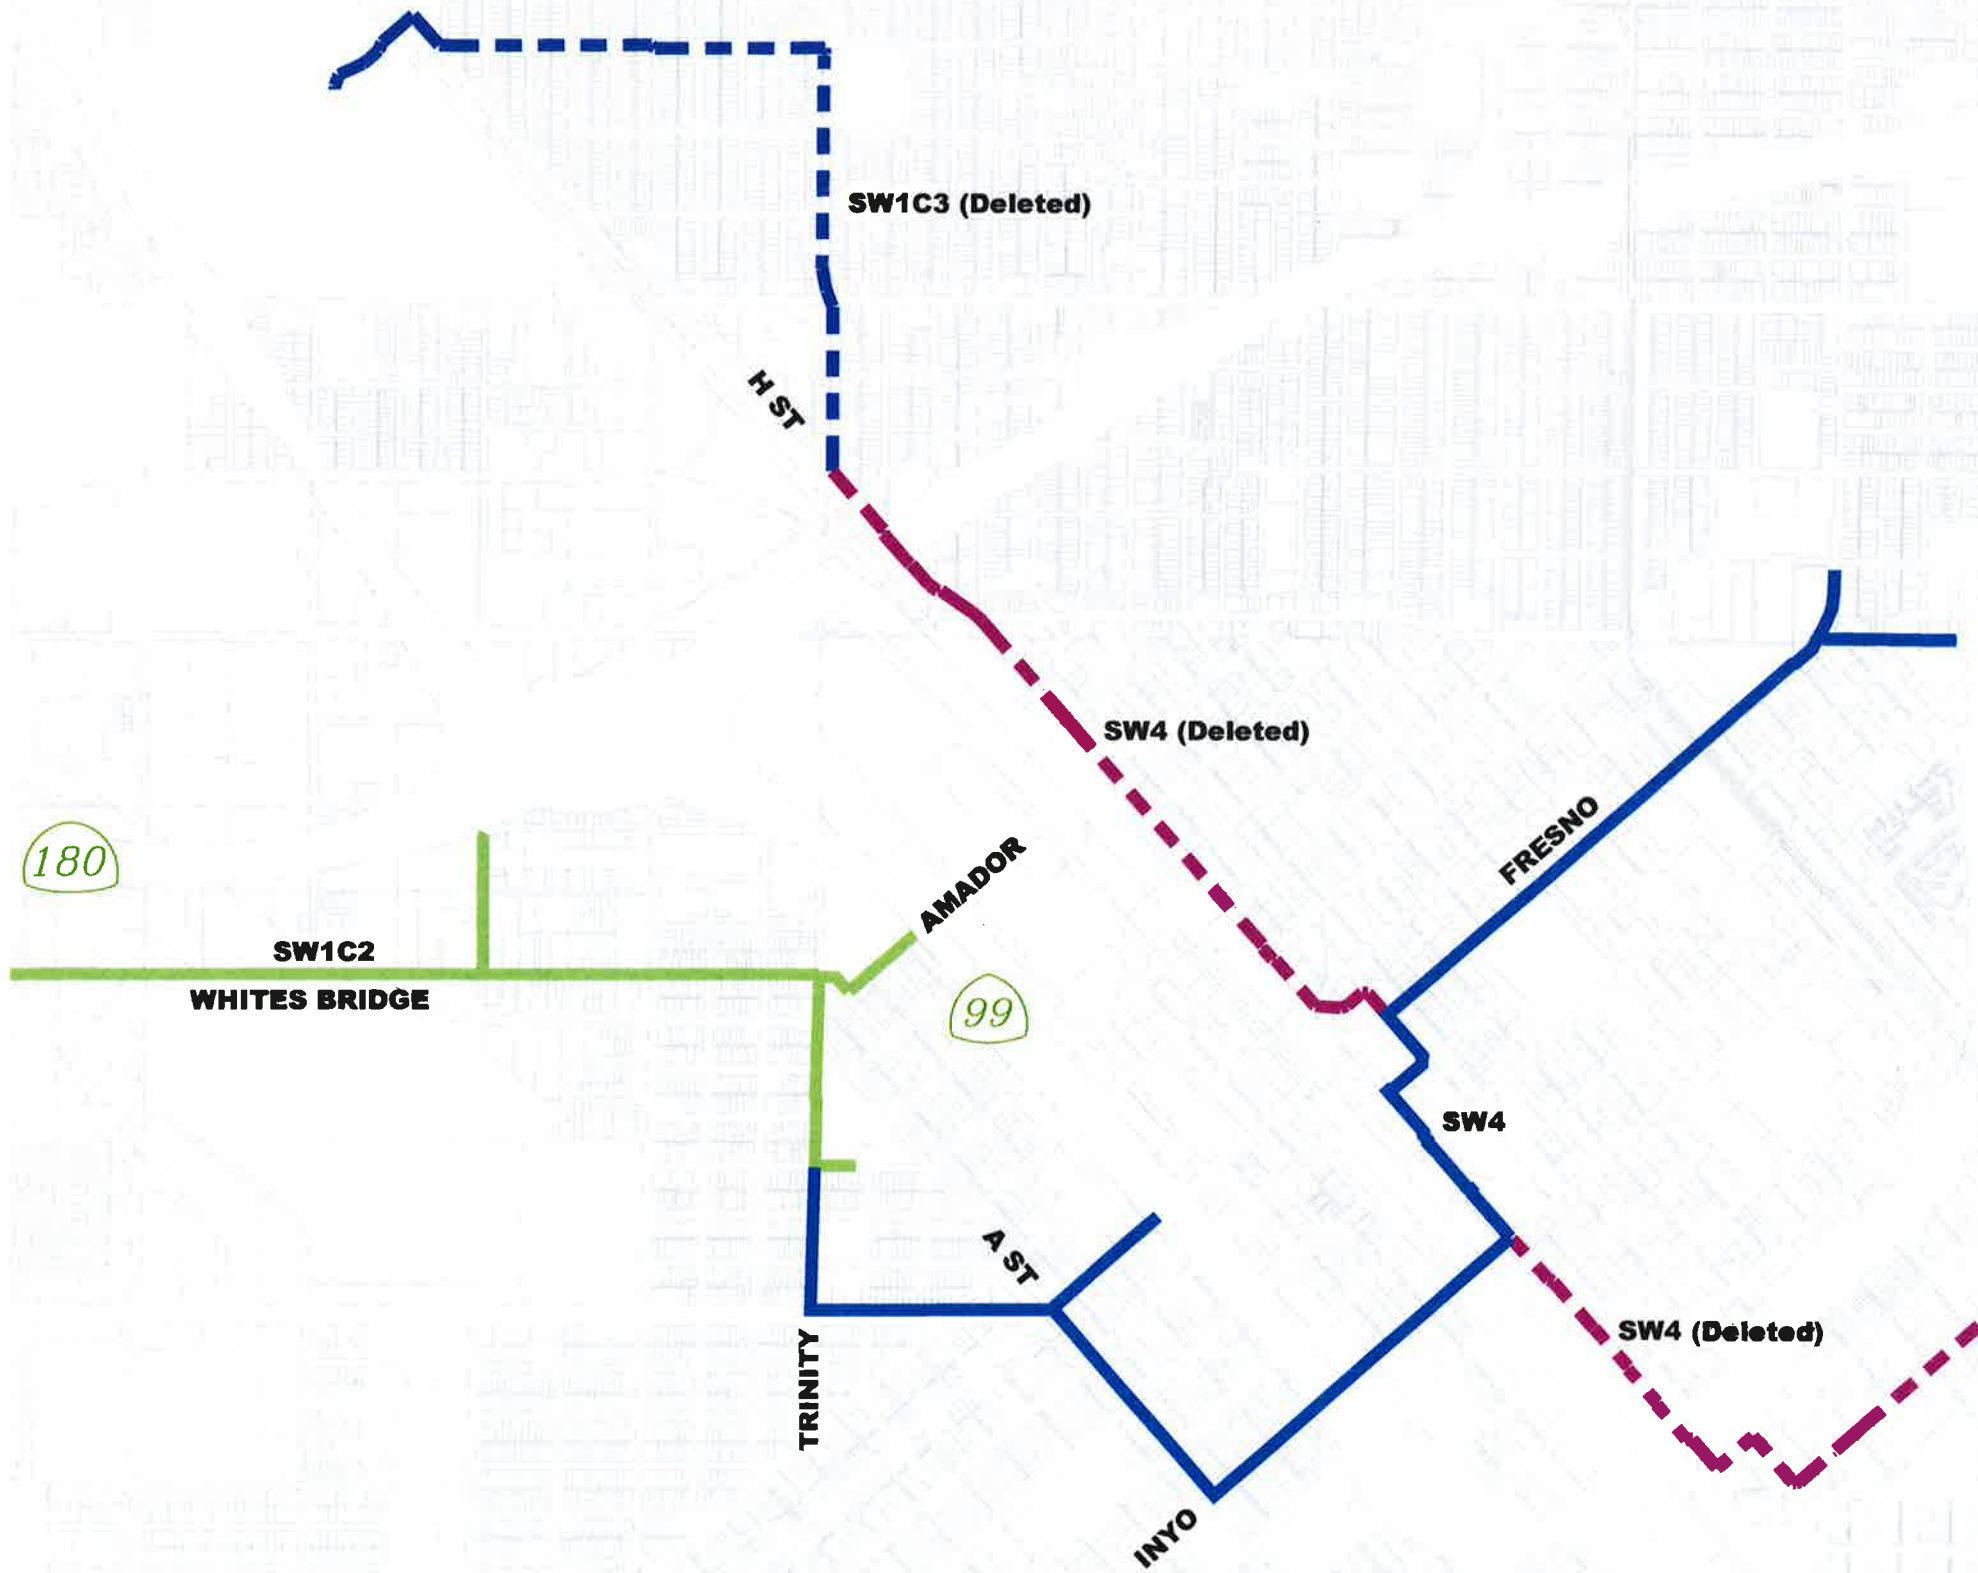 SW1C3 (Deleted)
H ST
SW4 (Deleted)
FRESNO
180
AMADOR
SW1C2
WHITES BRIDGE
99
SW4
A ST
TRINITY
SW4 (Deleted)
INYO